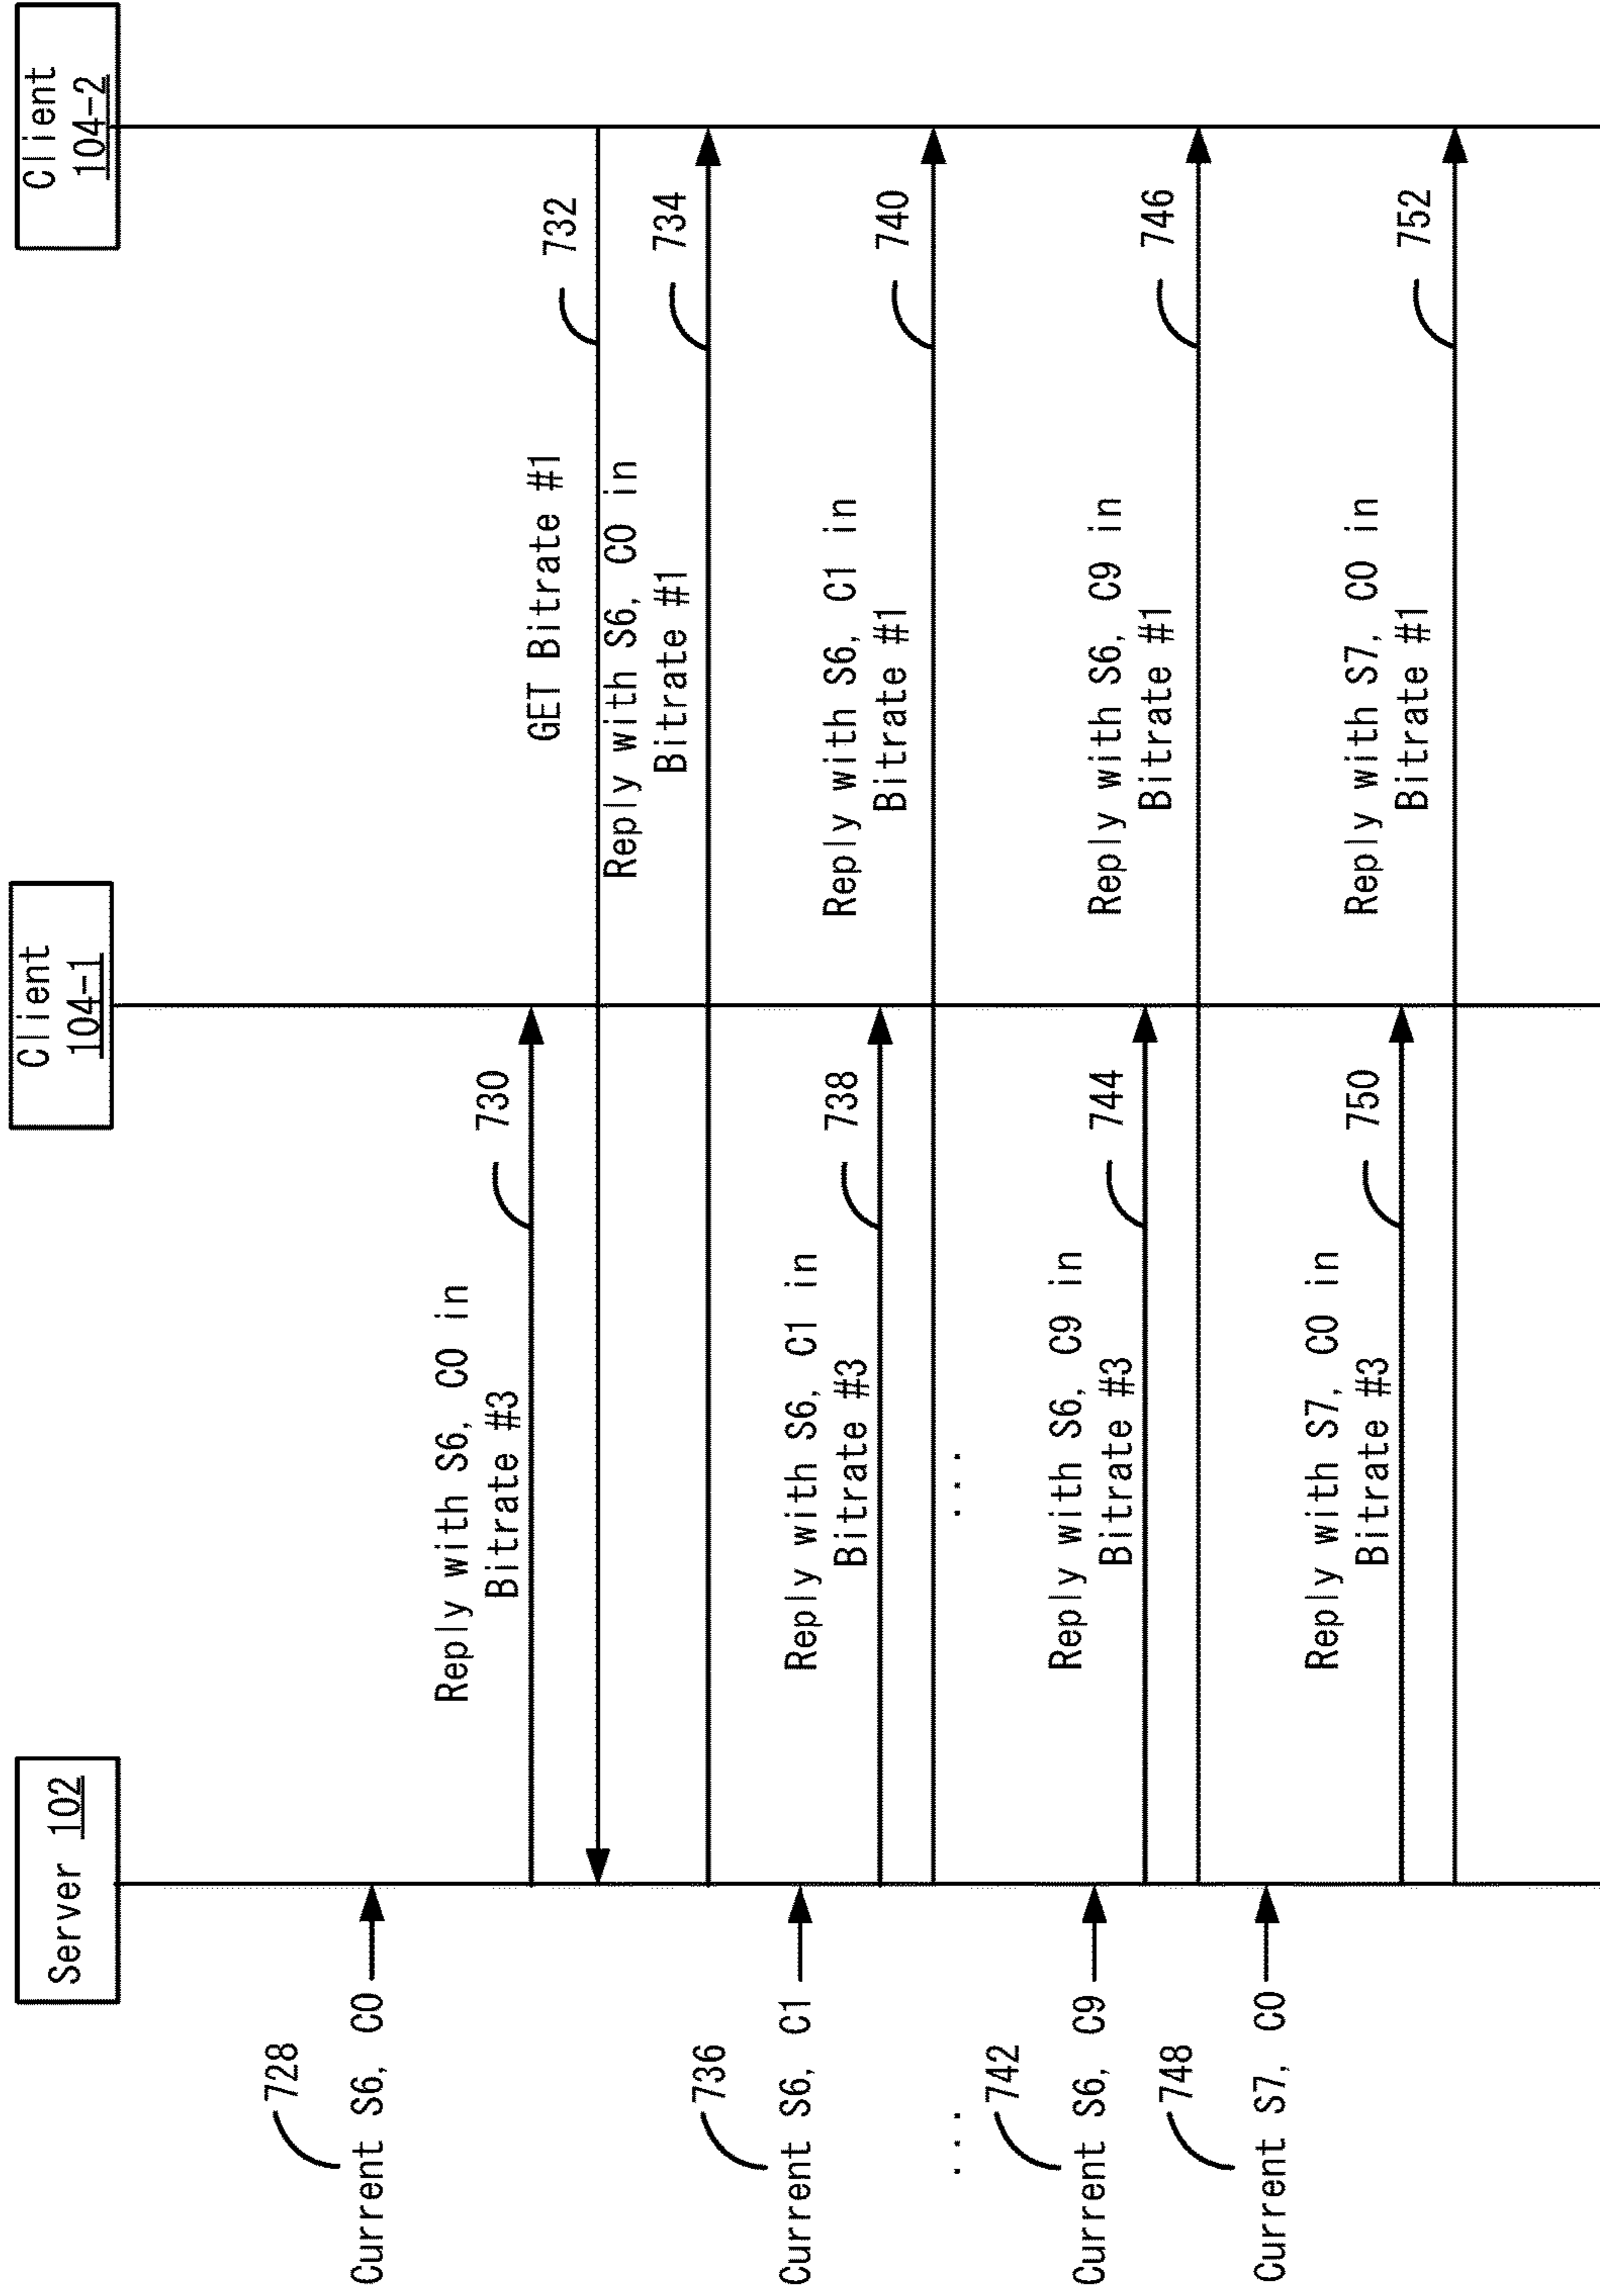 Server 102
Client
104-1
Client
104-2
728
Current S6, C0
Reply with S6, C0 in
Bitrate #3
730
GET Bitrate #1
732
Reply with S6, C0 in
Bitrate #1
734
736
Current S6, C1
Reply with S6, C1 in
Bitrate #3
738
Reply with S6, C1 in
Bitrate #1
740
...
...
742
Current S6, C9
Reply with S6, C9 in
Bitrate #3
744
Reply with S6, C9 in
Bitrate #1
746
748
Current S7, C0
Reply with S7, C0 in
Bitrate #3
750
Reply with S7, C0 in
Bitrate #1
752